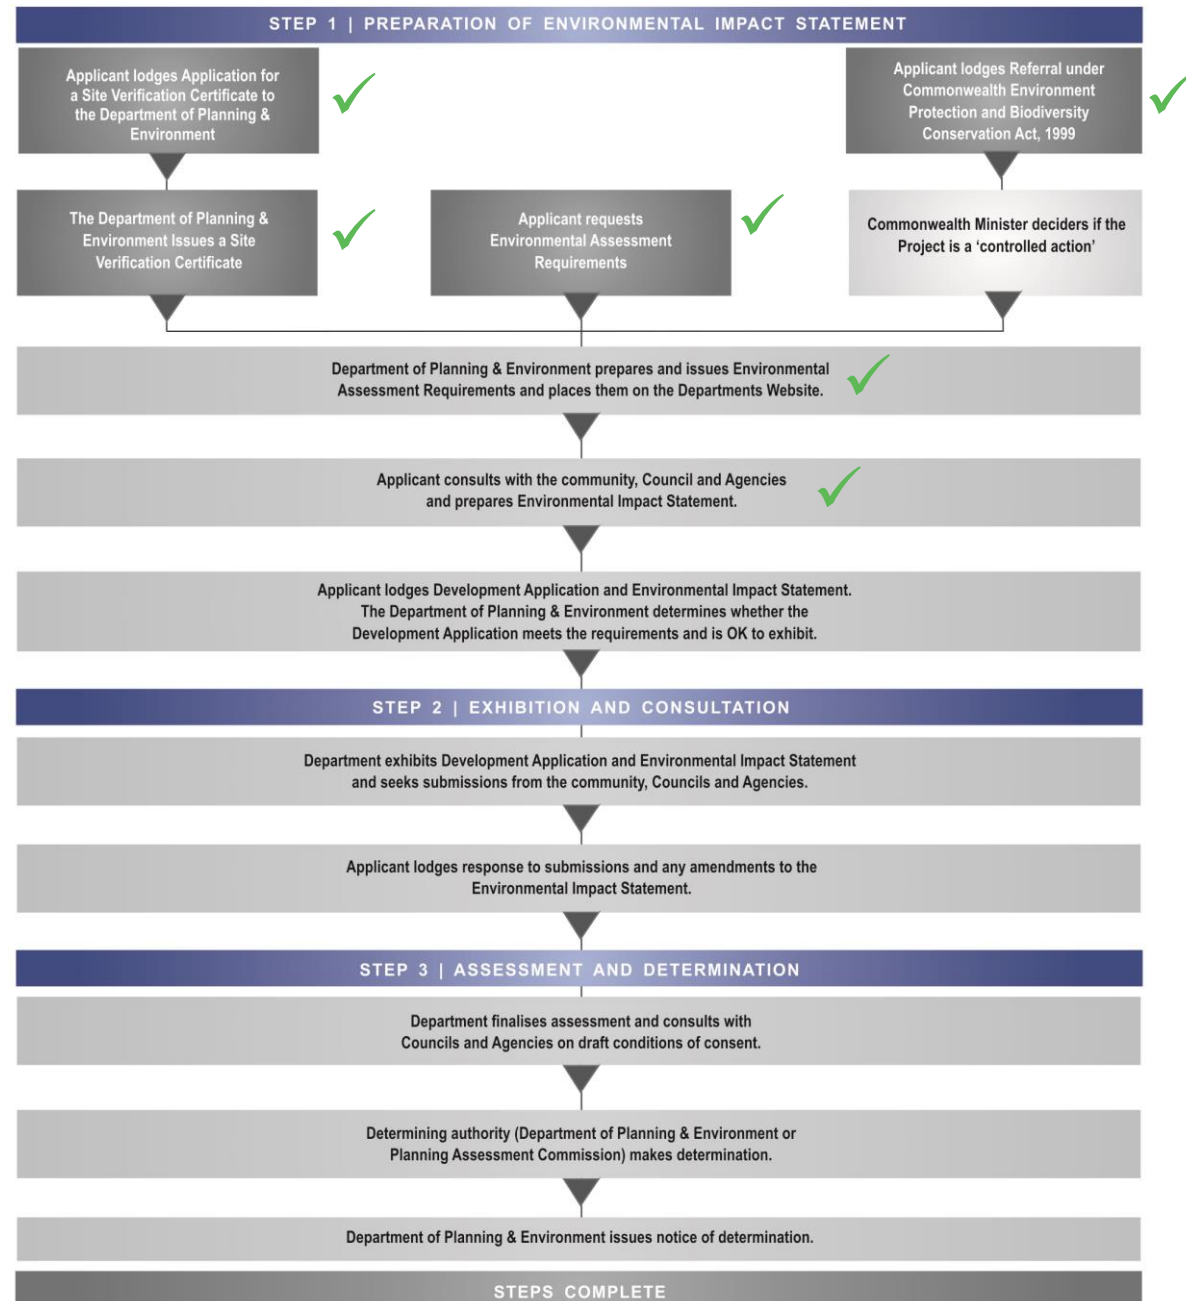 STEP 1 | PREPARATION OF ENVIRONMENTAL IMPACT STATEMENT
Applicant lodges Application for
a Site Verification Certificate to
the Department of Planning &
Environment
Applicant lodges Referral under
Commonwealth Environment
Protection and Biodiversity
Conservation Act, 1999
The Department of Planning &
Environment Issues a Site
Verification Certificate
Applicant requests
Environmental Assessment
Requirements
Commonwealth Minister deciders if the
Project is a ‘controlled action’
Department of Planning & Environment prepares and issues Environmental
Assessment Requirements and places them on the Departments Website.
Applicant consults with the community, Council and Agencies
and prepares Environmental Impact Statement.
Applicant lodges Development Application and Environmental Impact Statement.
The Department of Planning & Environment determines whether the
Development Application meets the requirements and is OK to exhibit.
STEP 2 | EXHIBITION AND CONSULTATION
Department exhibits Development Application and Environmental Impact Statement
and seeks submissions from the community, Councils and Agencies.
Applicant lodges response to submissions and any amendments to the
Environmental Impact Statement.
STEP 3 | ASSESSMENT AND DETERMINATION
Department finalises assessment and consults with
Councils and Agencies on draft conditions of consent.
Determining authority (Department of Planning & Environment or
Planning Assessment Commission) makes determination.
Department of Planning & Environment issues notice of determination.
STEPS COMPLETE